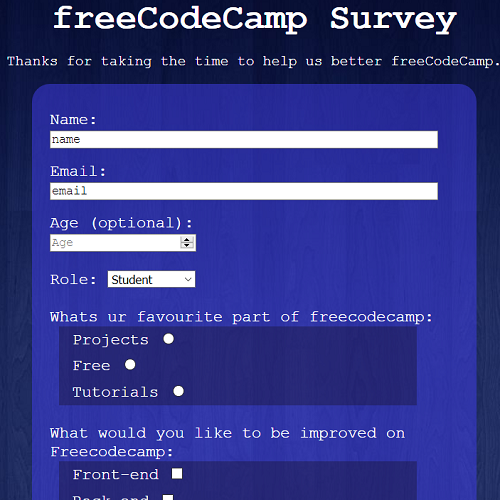 freeCodeCamp Survey
Thanks for taking the time to help us better freeCodeCamp.
Name:
name
Email:
email
Age (optional):
Age
Role: Student
Whats ur favourite part of freecodecamp:
Projects
Free
Tutorials
What would you like to be improved on
Freecodecamp:
Front-end
Back-end